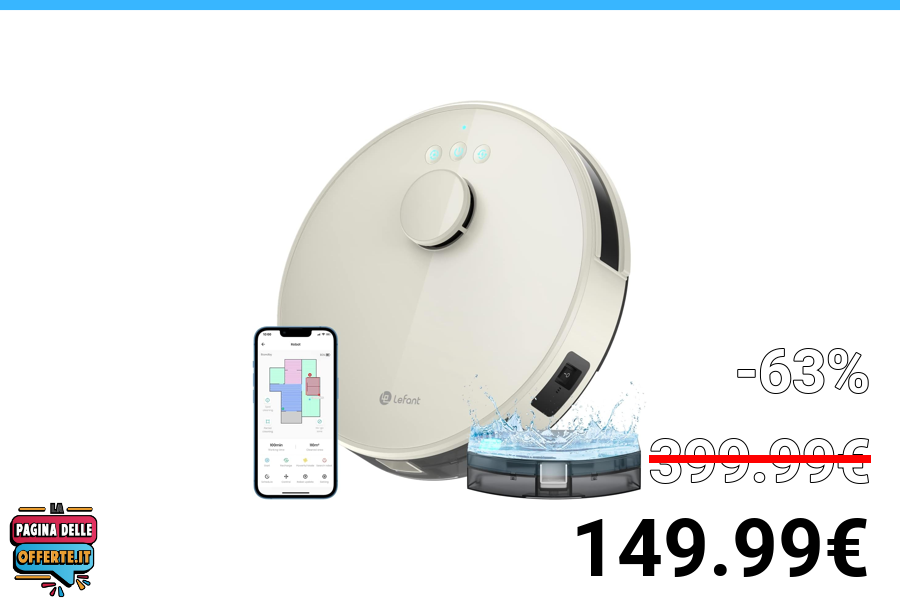 Lefant
-63%
399.99€
149.99€
LA
PAGINA DELLE
OFFERTE.IT